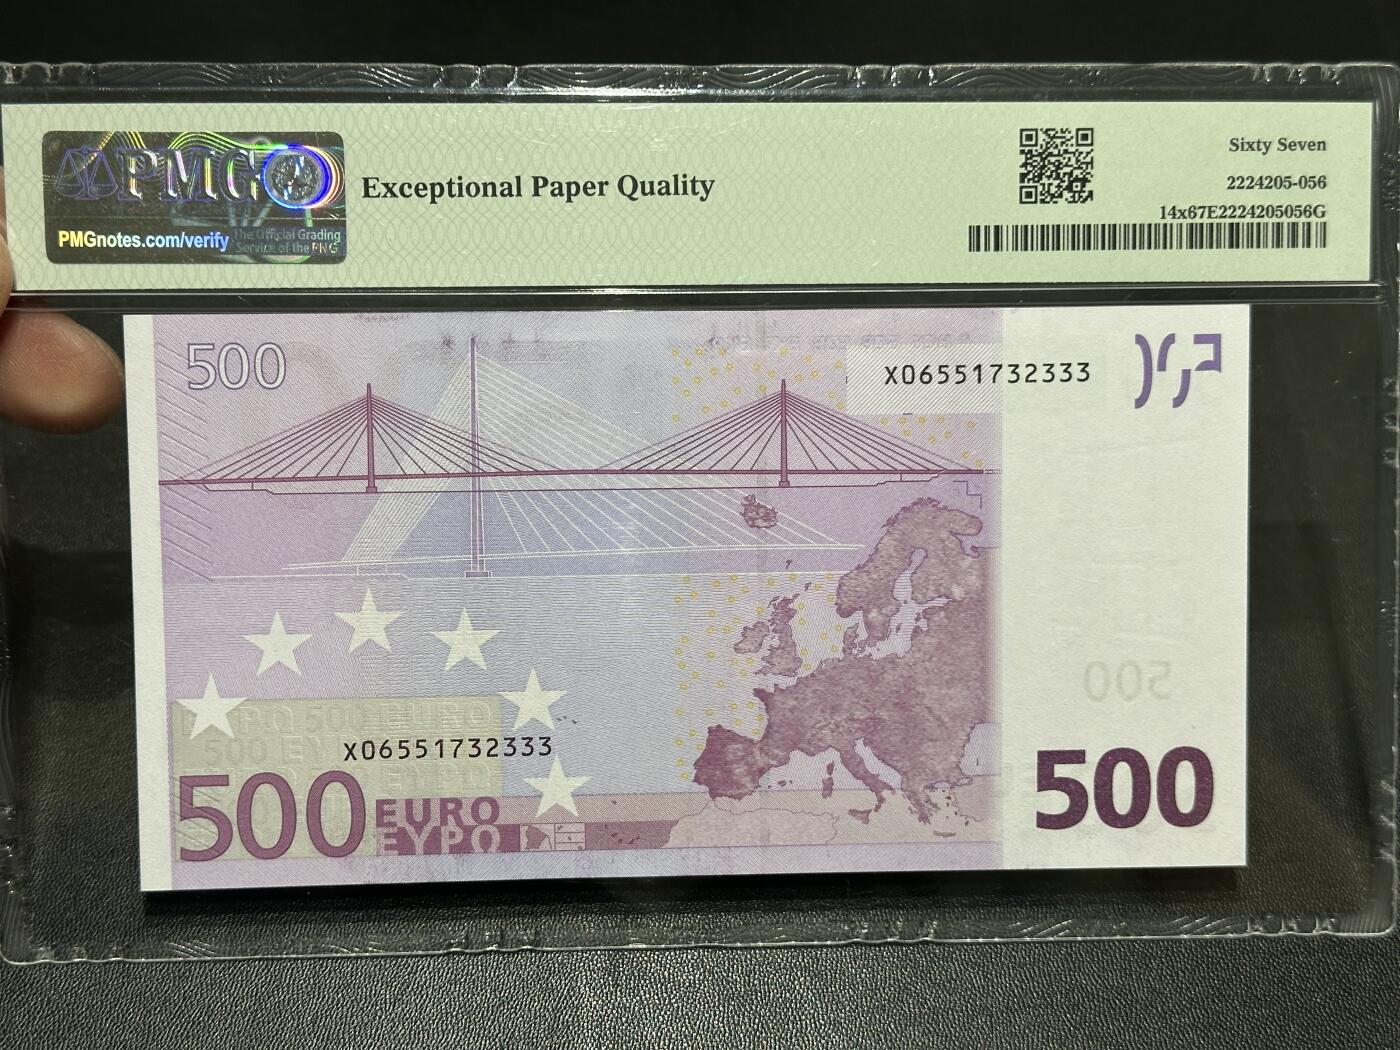 PMG
PMGnotes.com/verify
The Official Grading
Service of the PNG
Exceptional Paper Quality
Sixty Seven
2224205-056
14x67E2224205056G
500
X06551732333
500
X06551732333
500 EURO
ΕΥΡΩ
500